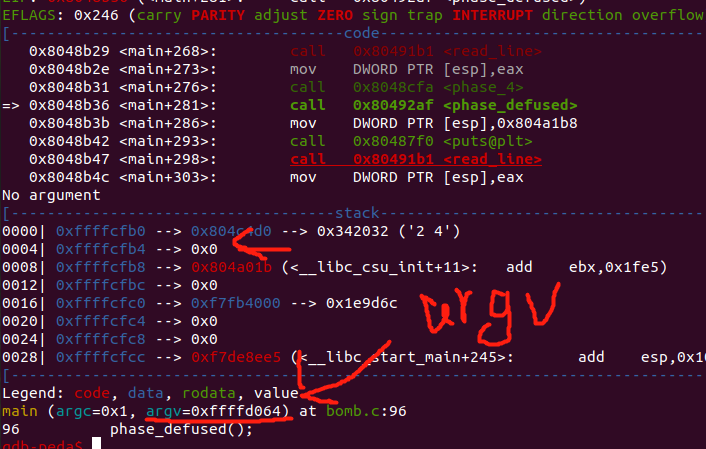 EFLAGS: 0x246 (carry PARITY adjust ZERO sign trap INTERRUPT direction overflow
[-------------------------------------code-------------------------------------
0x8048b29 <main+268>: call 0x80491b1 <read_line>
0x8048b2e <main+273>: mov DWORD PTR [esp],eax
0x8048b31 <main+276>: call 0x8048cfa <phase_4>
=> 0x8048b36 <main+281>: call 0x80492af <phase_defused>
0x8048b3b <main+286>: mov DWORD PTR [esp],0x804a1b8
0x8048b42 <main+293>: call 0x80487f0 <puts@plt>
0x8048b47 <main+298>: call 0x80491b1 <read_line>
0x8048b4c <main+303>: mov DWORD PTR [esp],eax
No argument
[------------------------------------stack-------------------------------------
0000| 0xffffcfb0 --> 0x804c4d0 --> 0x342032 ('2 4')
0004| 0xffffcfb4 --> 0x0
0008| 0xffffcfb8 --> 0x804a01b (<__libc_csu_init+11>: add ebx,0x1fe5)
0012| 0xffffcfbc --> 0x0
0016| 0xffffcfc0 --> 0xf7fb4000 --> 0x1e9d6c
0020| 0xffffcfc4 --> 0x0
0024| 0xffffcfc8 --> 0x0
0028| 0xffffcfcc --> 0xf7de8ee5 (<__libc_start_main+245>: add esp,0x10
argv
[------------------------------------------------------------------------------
Legend: code, data, rodata, value
main (argc=0x1, argv=0xffffd064) at bomb.c:96
96 phase_defused();
gdb-peda$